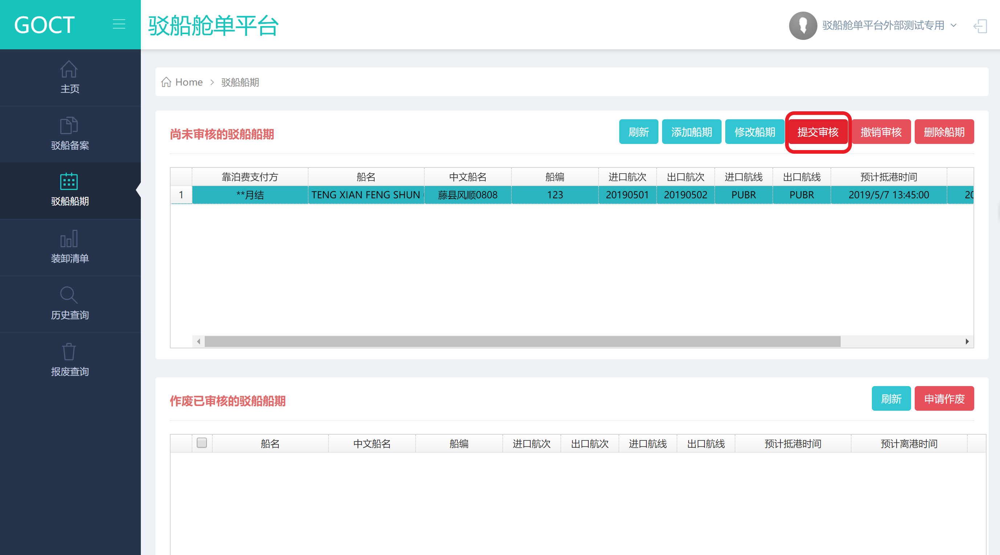 GOCT
驳船舱单平台
驳船舱单平台外部测试专用
主页
驳船备案
驳船船期
装卸清单
历史查询
报废查询
Home > 驳船船期
尚未审核的驳船船期
刷新 添加船期 修改船期 提交审核 撤销审核 删除船期
靠泊费支付方 船名 中文船名 船编 进口航次 出口航次 进口航线 出口航线 预计抵港时间
1 **月结 TENG XIAN FENG SHUN 藤县风顺0808 123 20190501 20190502 PUBR PUBR 2019/5/7 13:45:00 20
作废已审核的驳船船期
刷新 申请作废
船名 中文船名 船编 进口航次 出口航次 进口航线 出口航线 预计抵港时间 预计离港时间